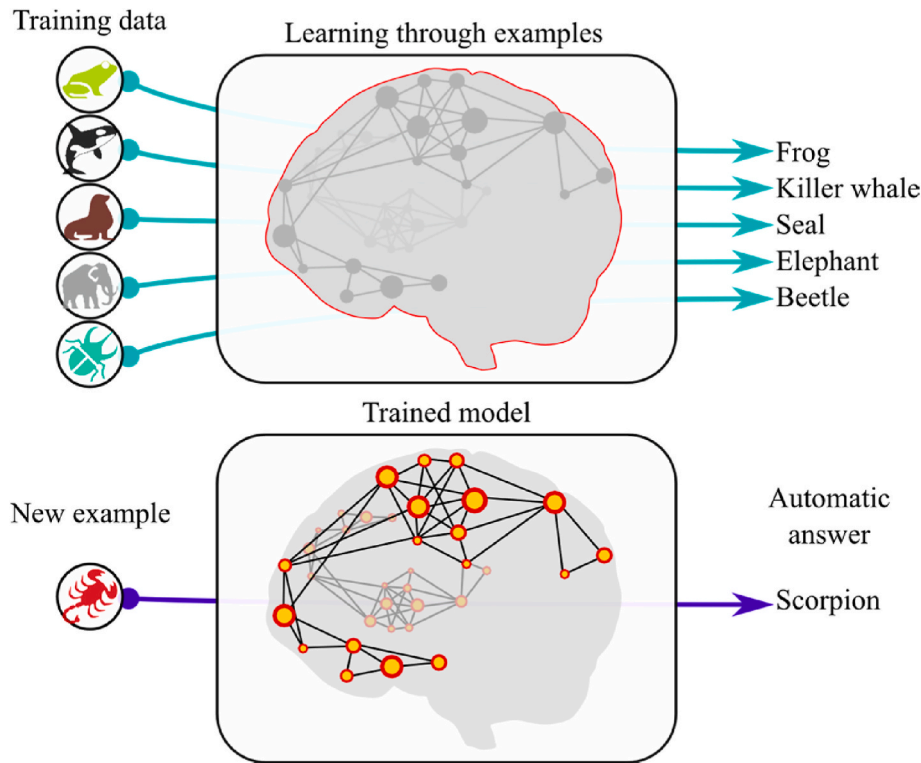 Training data
Learning through examples
Frog
Killer whale
Seal
Elephant
Beetle
Trained model
New example
Automatic
answer
Scorpion